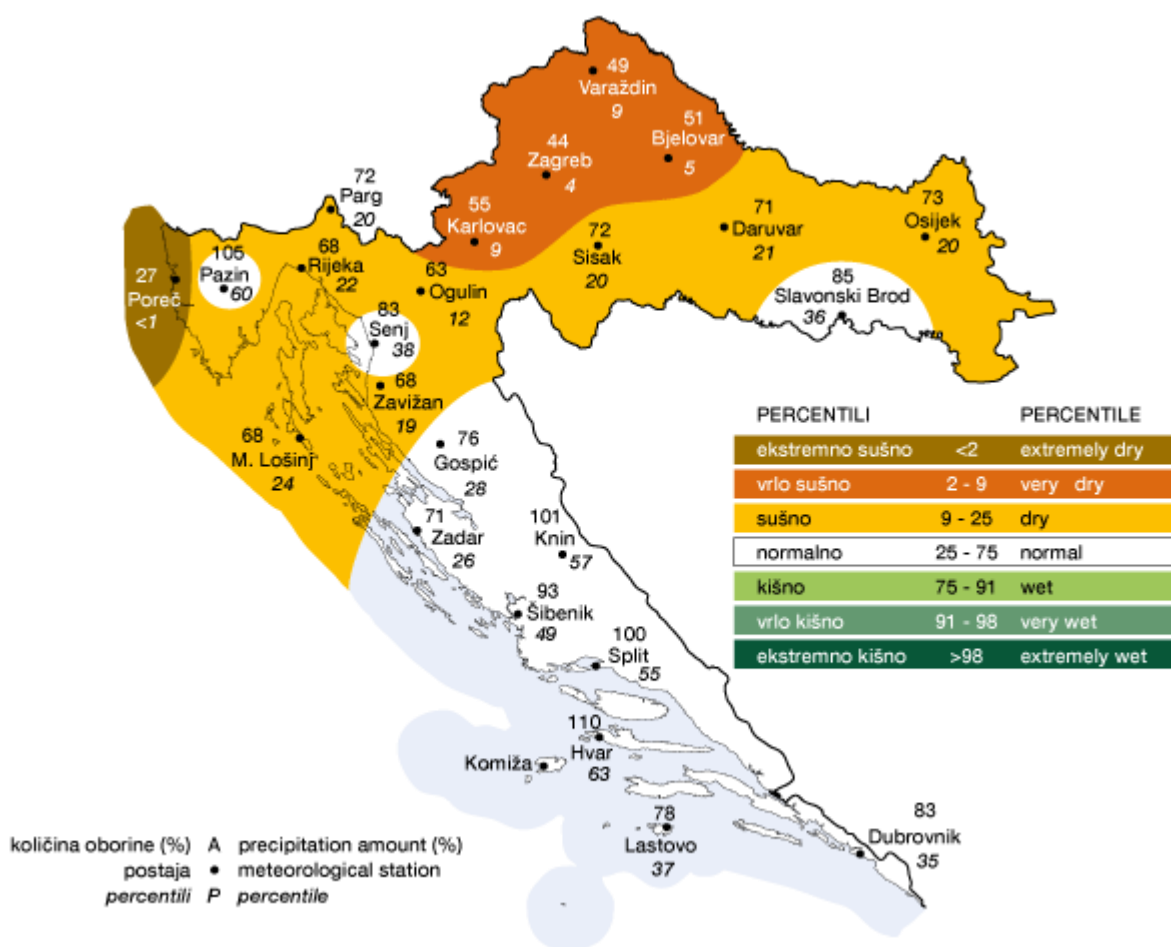 49
Varaždin
9
51
Bjelovar
5
44
Zagreb
4
55
Karlovac
9
72
Parg
20
73
Osijek
20
71
Daruvar
21
72
Sisak
20
105
Pazin
60
68
Rijeka
22
27
Poreč
<1
63
Ogulin
12
85
Slavonski Brod
36
83
Senj
38
68
Zavižan
19
68
M. Lošinj
24
76
Gospić
28
71
Zadar
26
101
Knin
57
93
Šibenik
49
100
Split
55
110
Hvar
63
Komiža
78
Lastovo
37
83
Dubrovnik
35
PERCENTILI PERCENTILE
ekstremno sušno <2 extremely dry
vrlo sušno 2 - 9 very dry
sušno 9 - 25 dry
normalno 25 - 75 normal
kišno 75 - 91 wet
vrlo kišno 91 - 98 very wet
ekstremno kišno >98 extremely wet
količina oborine (%) A precipitation amount (%)
postaja • meteorological station
percentili P percentile